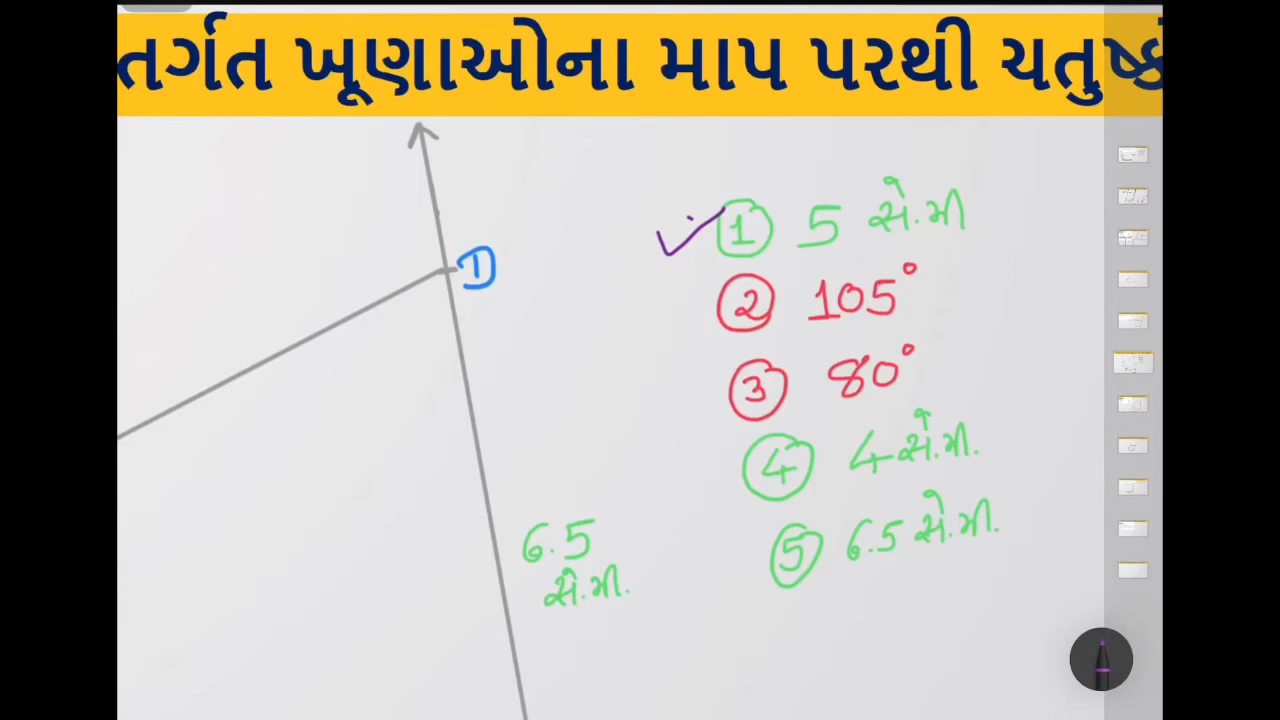 તર્ગત ખૂણાઓના માપ પરથી ચતુષ્કો
D
1 5 સે.મી
2 105°
3 80°
4 4 સે.મી.
5 6.5 સે.મી.
6.5
સે.મી.